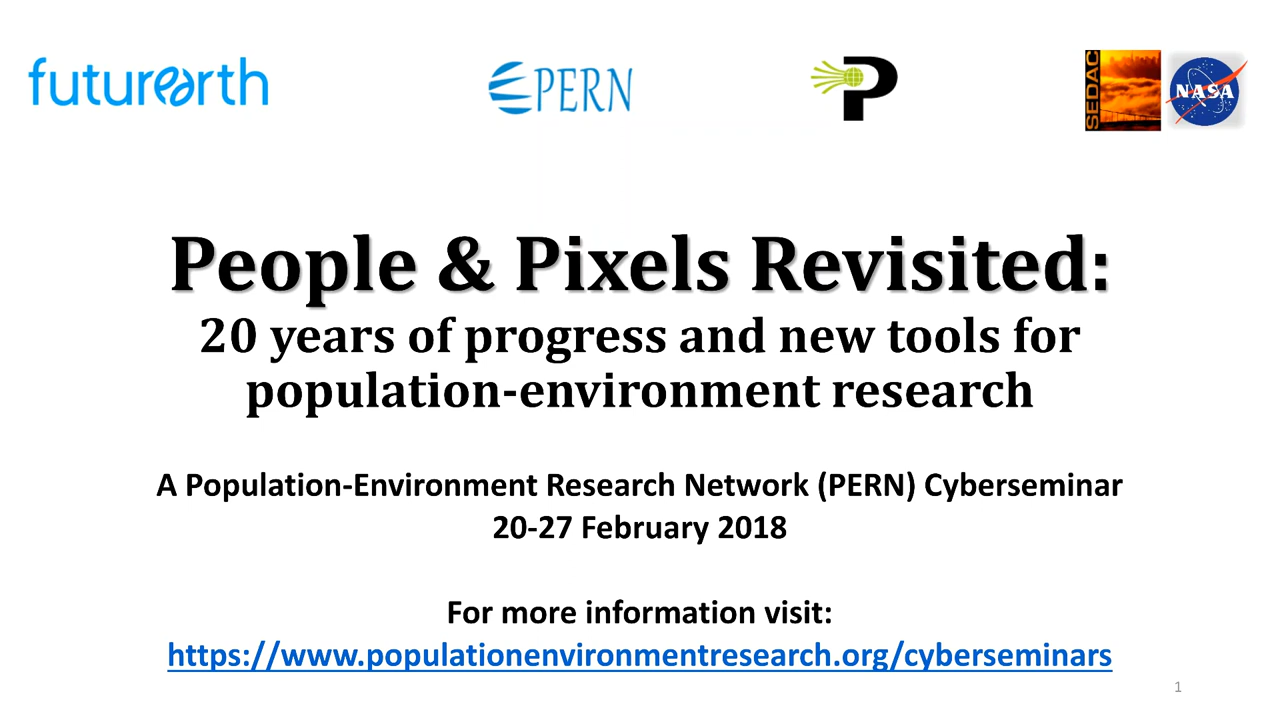 futurearth
PERN
P
SEDAC
NASA
People & Pixels Revisited:
20 years of progress and new tools for
population-environment research
A Population-Environment Research Network (PERN) Cyberseminar
20-27 February 2018
For more information visit:
https://www.populationenvironmentresearch.org/cyberseminars
1